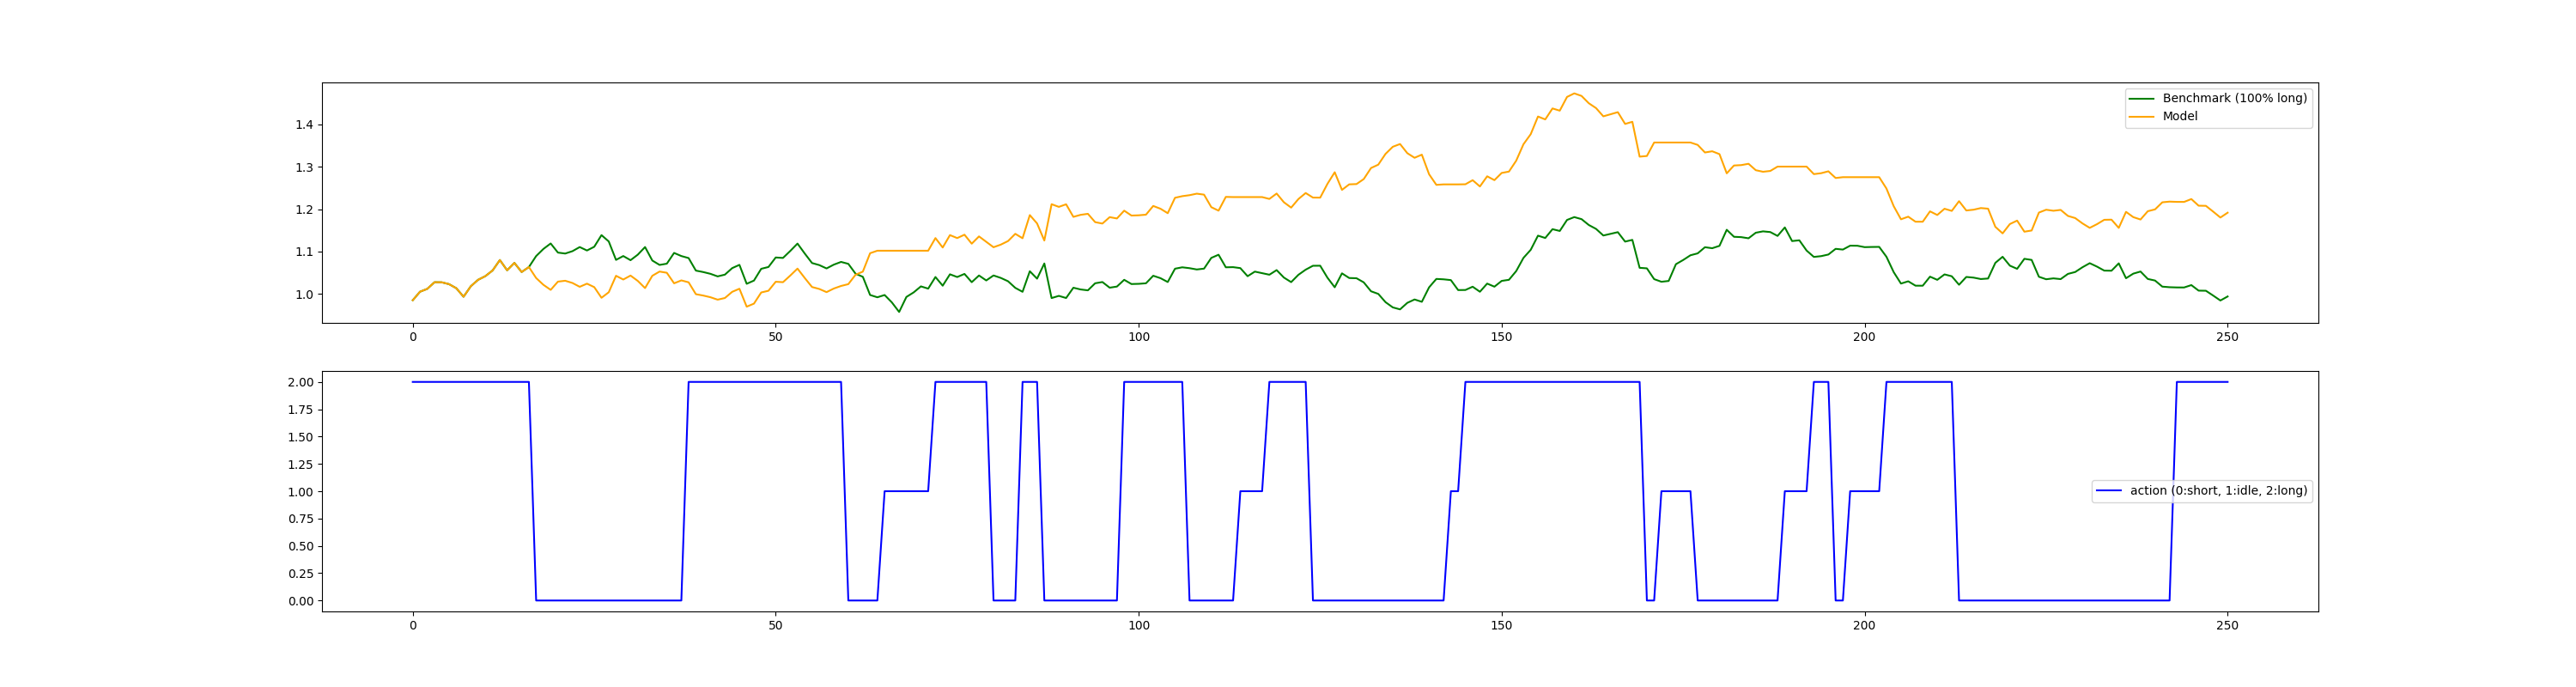 Benchmark (100% long)
Model
1.4
1.3
1.2
1.1
1.0
0 50 100 150 200 250
2.00
1.75
1.50
1.25
1.00
0.75
0.50
0.25
0.00
action (0:short, 1:idle, 2:long)
0 50 100 150 200 250